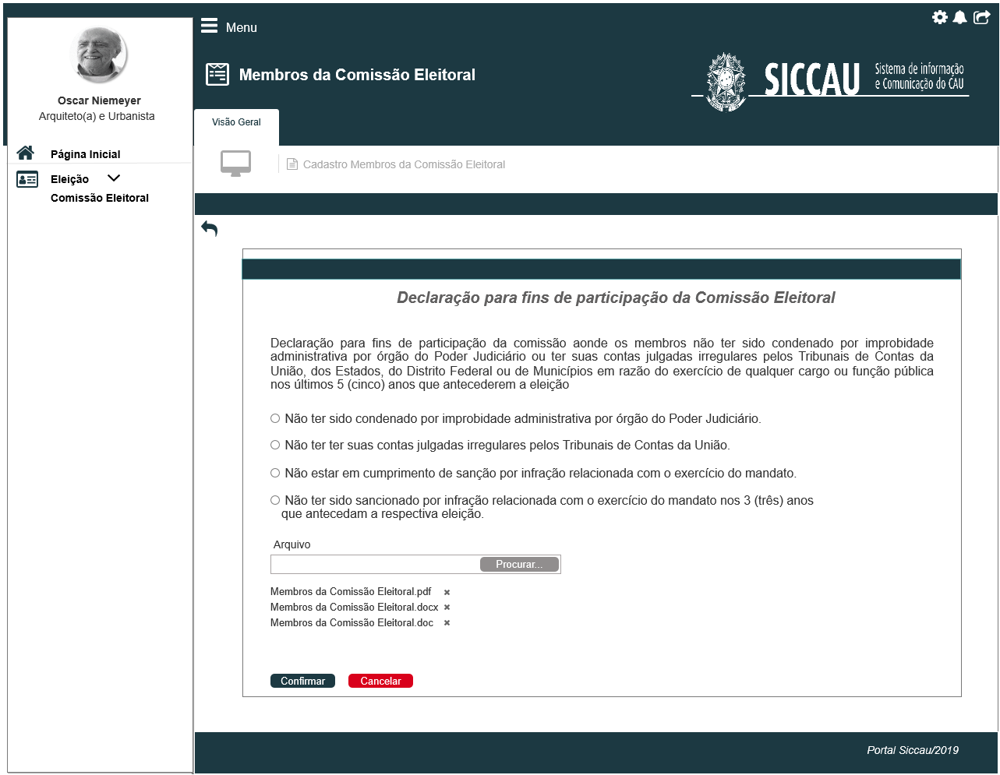 Menu
Membros da Comissão Eleitoral
SICCAU
Sistema de informação
e Comunicação do CAU
Oscar Niemeyer
Arquiteto(a) e Urbanista
Página Inicial
Eleição
Comissão Eleitoral
Visão Geral
Cadastro Membros da Comissão Eleitoral
Declaração para fins de participação da Comissão Eleitoral
Declaração para fins de participação da comissão aonde os membros não ter sido condenado por improbidade
administrativa por órgão do Poder Judiciário ou ter suas contas julgadas irregulares pelos Tribunais de Contas da
União, dos Estados, do Distrito Federal ou de Municípios em razão do exercício de qualquer cargo ou função pública
nos últimos 5 (cinco) anos que antecederem a eleição
Não ter sido condenado por improbidade administrativa por órgão do Poder Judiciário.
Não ter ter suas contas julgadas irregulares pelos Tribunais de Contas da União.
Não estar em cumprimento de sanção por infração relacionada com o exercício do mandato.
Não ter sido sancionado por infração relacionada com o exercício do mandato nos 3 (três) anos
que antecedam a respectiva eleição.
Arquivo
Procurar...
Membros da Comissão Eleitoral.pdf
Membros da Comissão Eleitoral.docx
Membros da Comissão Eleitoral.doc
Confirmar
Cancelar
Portal Siccau/2019